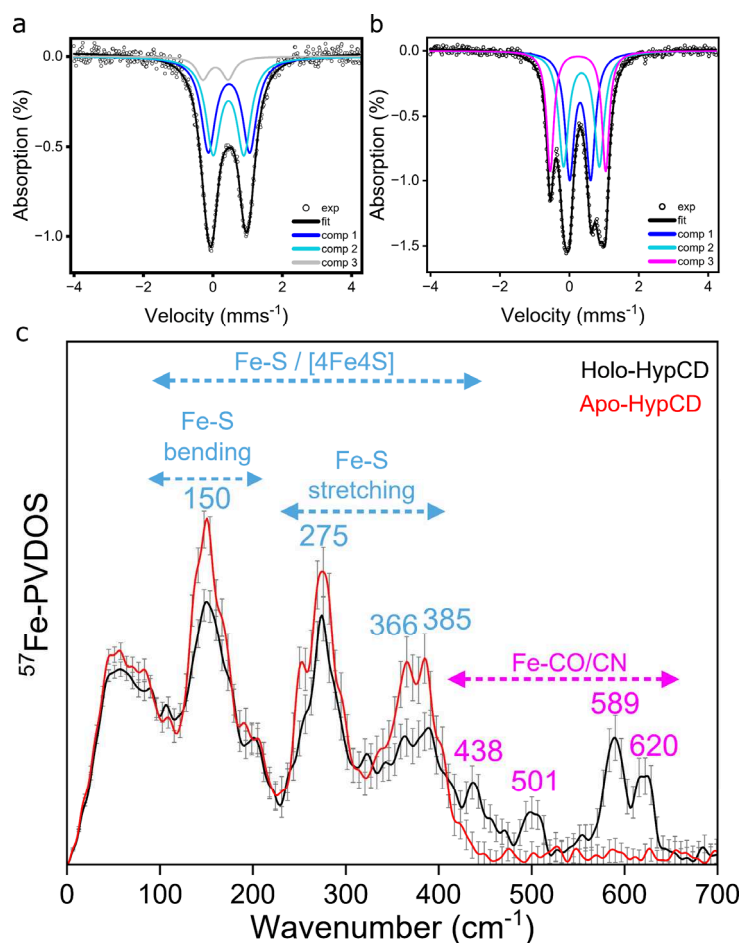 a
0.0
−0.5
−1.0
Absorption (%)
exp
fit
comp 1
comp 2
comp 3
−4 −2 0 2 4
Velocity (mms-1)
b
0.0
−0.5
−1.0
−1.5
Absorption (%)
exp
fit
comp 1
comp 2
comp 3
−4 −2 0 2 4
Velocity (mms-1)
c
Fe-S / [4Fe4S]
Holo-HypCD
Apo-HypCD
Fe-S
bending
Fe-S
stretching
150
275
366 385
Fe-CO/CN
438
501
589
620
57Fe-PVDOS
0 100 200 300 400 500 600 700
Wavenumber (cm-1)